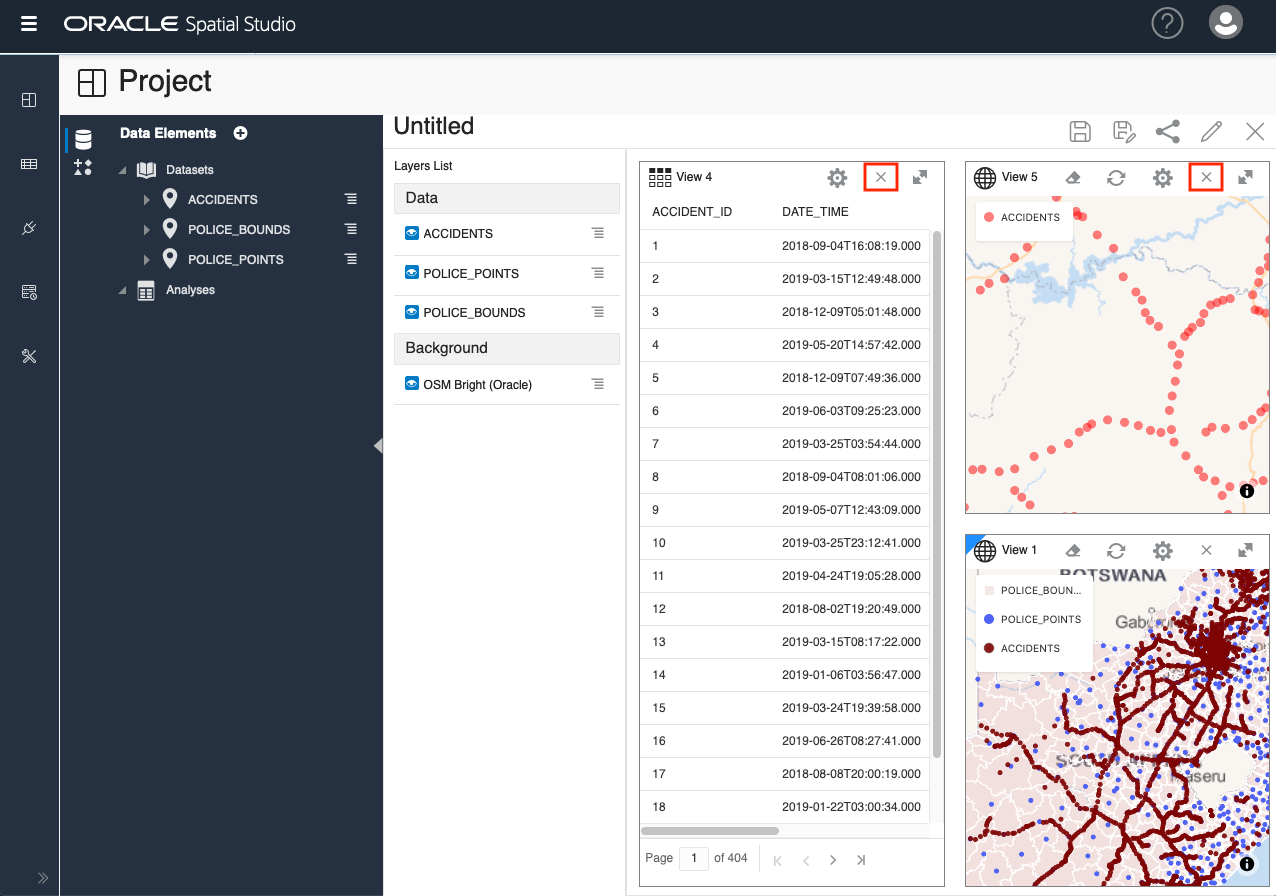 ORACLE Spatial Studio
?
Project
Data Elements
Datasets
ACCIDENTS
POLICE_BOUNDS
POLICE_POINTS
Analyses
Untitled
Layers List
Data
ACCIDENTS
POLICE_POINTS
POLICE_BOUNDS
Background
OSM Bright (Oracle)
View 4
ACCIDENT_ID DATE_TIME
1 2018-09-04T16:08:19.000
2 2019-03-15T12:49:48.000
3 2018-12-09T05:01:48.000
4 2019-05-20T14:57:42.000
5 2018-12-09T07:49:36.000
6 2019-06-03T09:25:23.000
7 2019-03-25T03:54:44.000
8 2018-09-04T08:01:06.000
9 2019-05-07T12:43:09.000
10 2019-03-25T23:12:41.000
11 2019-04-24T19:05:28.000
12 2018-08-02T19:20:49.000
13 2019-03-15T08:17:22.000
14 2019-01-06T03:56:47.000
15 2019-03-24T19:39:58.000
16 2019-06-26T08:27:41.000
17 2018-08-08T20:00:19.000
18 2019-01-22T03:00:34.000
Page 1 of 404
View 5
ACCIDENTS
View 1
BOTSWANA
POLICE_BOUN...
POLICE_POINTS
ACCIDENTS